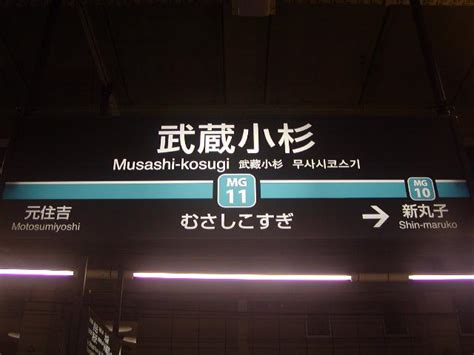 武蔵小杉
Musashi-kosugi 武藏小杉 무사시코스기
MG 11
MG 10
元住吉
Motosumiyoshi
むさしこすぎ
→ 新丸子
Shin-maruko